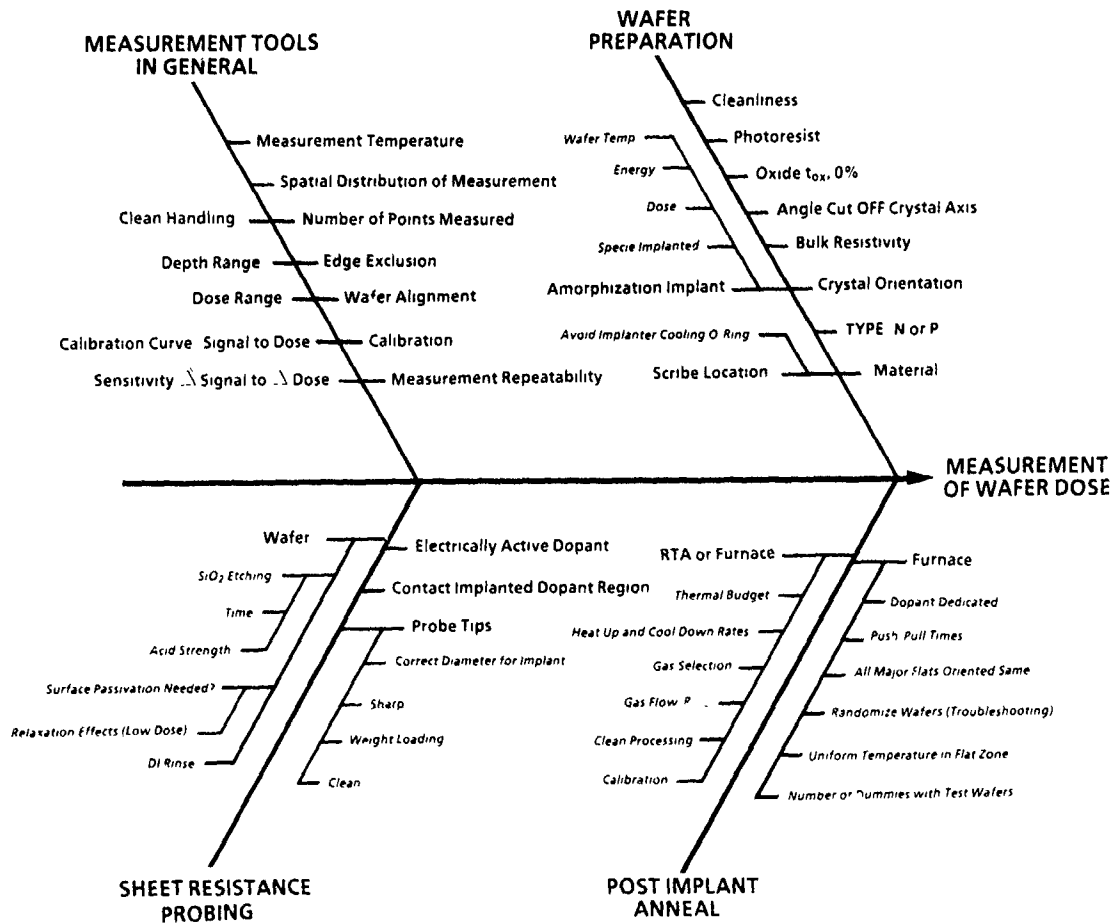 MEASUREMENT TOOLS
IN GENERAL
Measurement Temperature
Spatial Distribution of Measurement
Clean Handling
Number of Points Measured
Depth Range
Edge Exclusion
Dose Range
Wafer Alignment
Calibration Curve Signal to Dose
Calibration
Sensitivity Signal to Dose
Measurement Repeatability
WAFER
PREPARATION
Cleanliness
Photoresist
Oxide tox, 0%
Angle Cut OFF Crystal Axis
Bulk Resistivity
Crystal Orientation
TYPE N or P
Material
Wafer Temp
Energy
Dose
Specie Implanted
Amorphization Implant
Avoid Implanter Cooling O Ring
Scribe Location
MEASUREMENT
OF WAFER DOSE
Wafer
Electrically Active Dopant
SiO2 Etching
Contact Implanted Dopant Region
Time
Probe Tips
Acid Strength
Correct Diameter for Implant
Surface Passivation Needed?
Sharp
Relaxation Effects (Low Dose)
Weight Loading
DI Rinse
Clean
SHEET RESISTANCE
PROBING
RTA or Furnace
Thermal Budget
Heat Up and Cool Down Rates
Gas Selection
Gas Flow
Clean Processing
Calibration
Furnace
Dopant Dedicated
Push Pull Times
All Major Flats Oriented Same
Randomize Wafers (Troubleshooting)
Uniform Temperature in Flat Zone
Number of Dummies with Test Wafers
POST IMPLANT
ANNEAL